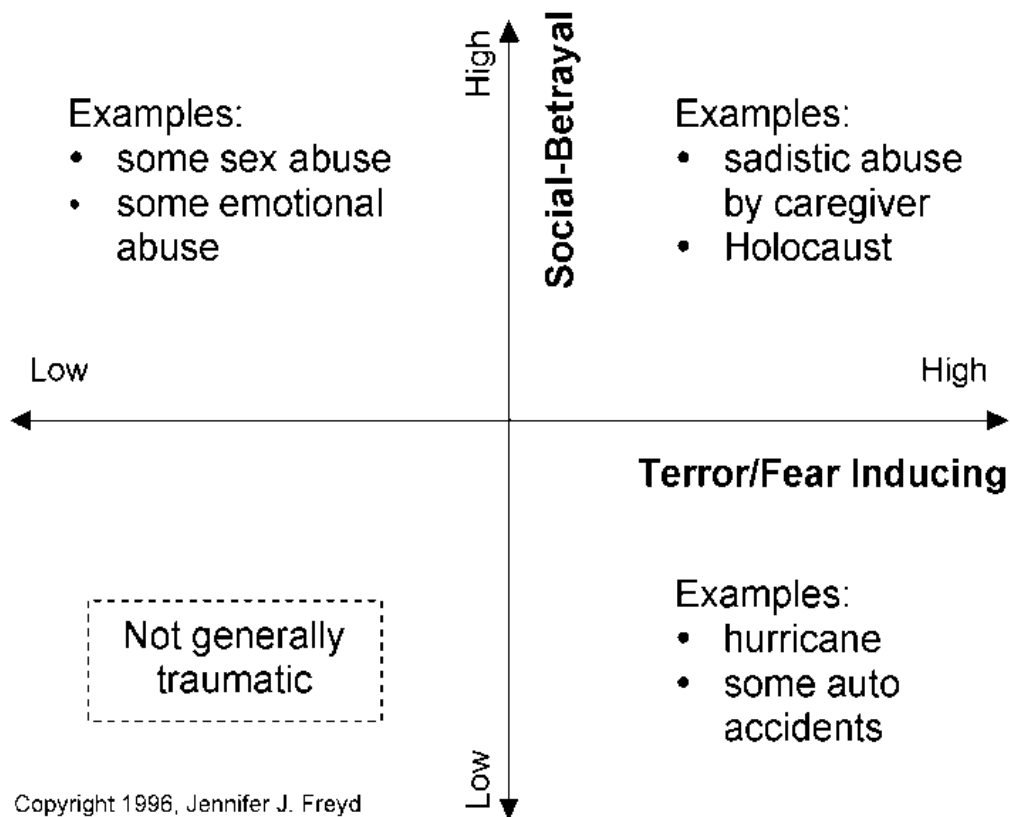 High
Social-Betrayal
Examples:
• some sex abuse
• some emotional
abuse
Examples:
• sadistic abuse
by caregiver
• Holocaust
Low
High
Terror/Fear Inducing
Not generally
traumatic
Examples:
• hurricane
• some auto
accidents
Low
Copyright 1996, Jennifer J. Freyd